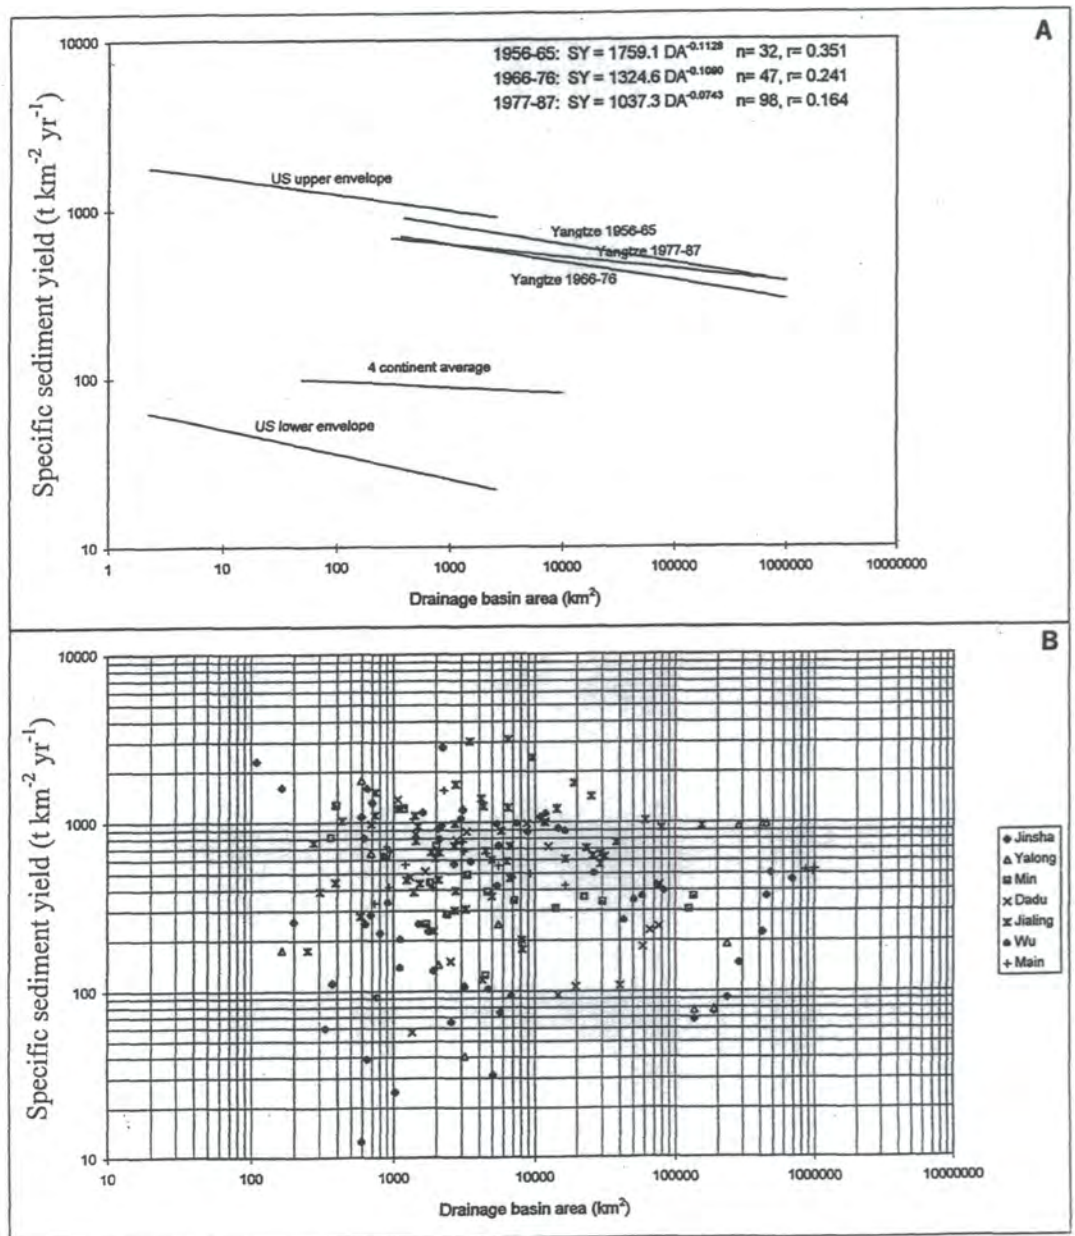 A
1956-65: SY = 1759.1 DA-0.1128 n= 32, r= 0.351
1966-76: SY = 1324.6 DA-0.1090 n= 47, r= 0.241
1977-87: SY = 1037.3 DA-0.0743 n= 98, r= 0.164
Specific sediment yield (t km-2 yr-1)
10000
1000
100
10
US upper envelope
Yangtze 1956-65
Yangtze 1977-87
Yangtze 1966-76
4 continent average
US lower envelope
1 10 100 1000 10000 100000 1000000 10000000
Drainage basin area (km2)
B
Specific sediment yield (t km-2 yr-1)
10000
1000
100
10
Jinsha
Yalong
Min
Dadu
Jialing
Wu
Main
10 100 1000 10000 100000 1000000 10000000
Drainage basin area (km2)